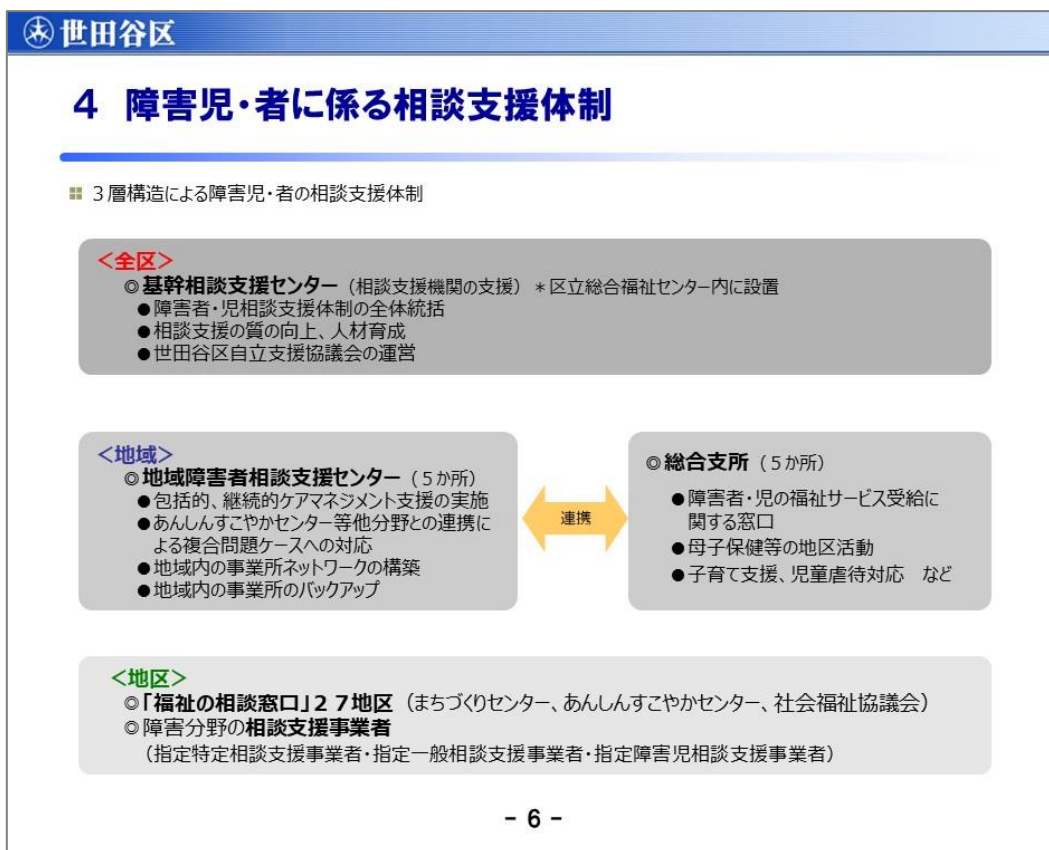 世田谷区
4 障害児・者に係る相談支援体制
3層構造による障害児・者の相談支援体制
＜全区＞
◎基幹相談支援センター（相談支援機関の支援）＊区立総合福祉センター内に設置
●障害者・児相談支援体制の全体統括
●相談支援の質の向上、人材育成
●世田谷区自立支援協議会の運営
＜地域＞
◎地域障害者相談支援センター（５か所）
●包括的、継続的ケアマネジメント支援の実施
●あんしんすこやかセンター等他分野との連携に
よる複合問題ケースへの対応
●地域内の事業所ネットワークの構築
●地域内の事業所のバックアップ
連携
◎総合支所（５か所）
●障害者・児の福祉サービス受給に
関する窓口
●母子保健等の地区活動
●子育て支援、児童虐待対応　など
＜地区＞
◎「福祉の相談窓口」２７地区（まちづくりセンター、あんしんすこやかセンター、社会福祉協議会）
◎障害分野の相談支援事業者
（指定特定相談支援事業者・指定一般相談支援事業者・指定障害児相談支援事業者）
- 6 -